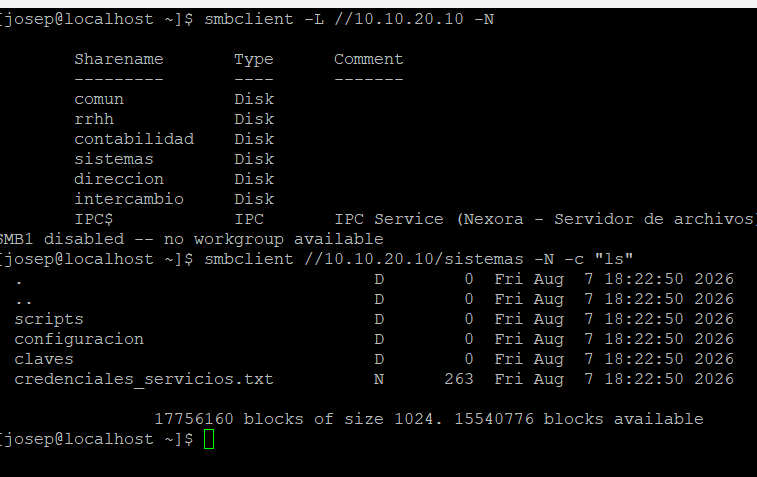 [josep@localhost ~]$ smbclient -L //10.10.20.10 -N
Sharename Type Comment
--------- ---- -------
comun Disk
rrhh Disk
contabilidad Disk
sistemas Disk
direccion Disk
intercambio Disk
IPC$ IPC IPC Service (Nexora - Servidor de archivos)
SMB1 disabled -- no workgroup available
[josep@localhost ~]$ smbclient //10.10.20.10/sistemas -N -c "ls"
. D 0 Fri Aug 7 18:22:50 2026
.. D 0 Fri Aug 7 18:22:50 2026
scripts D 0 Fri Aug 7 18:22:50 2026
configuracion D 0 Fri Aug 7 18:22:50 2026
claves D 0 Fri Aug 7 18:22:50 2026
credenciales_servicios.txt N 263 Fri Aug 7 18:22:50 2026
17756160 blocks of size 1024. 15540776 blocks available
[josep@localhost ~]$